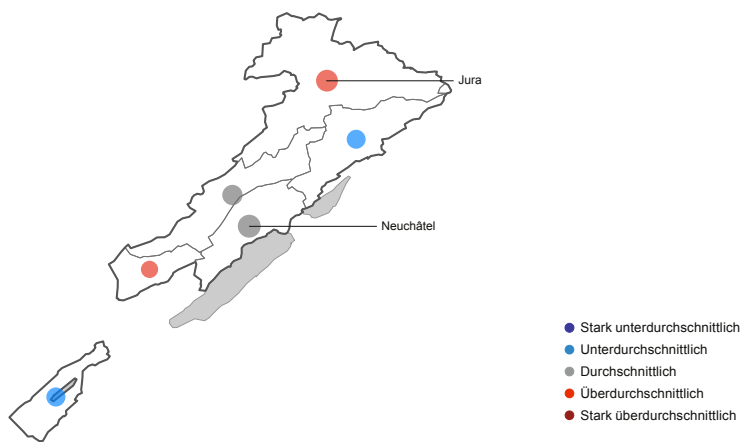 Jura
Neuchâtel
Stark unterdurchschnittlich
Unterdurchschnittlich
Durchschnittlich
Überdurchschnittlich
Stark überdurchschnittlich